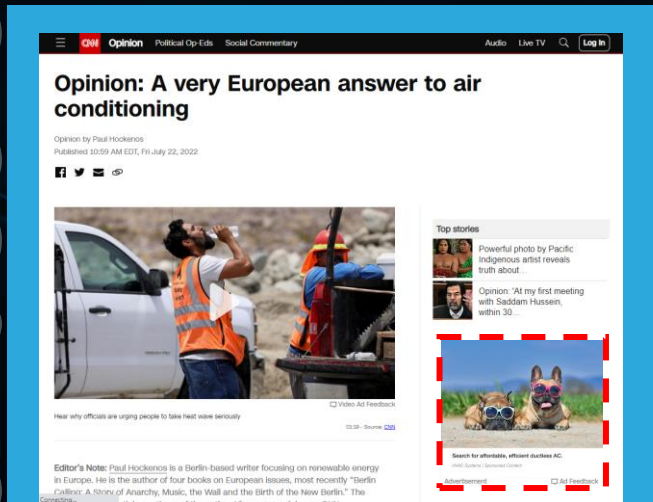 CNN Opinion Political Op-Eds Social Commentary Audio Live TV Log In
Opinion: A very European answer to air
conditioning
Opinion by Paul Hockenos
Published 10:59 AM EDT, Fri July 22, 2022
Video Ad Feedback
Hear why officials are urging people to take heat wave seriously
Source: CNN
Editor's Note: Paul Hockenos is a Berlin-based writer focusing on renewable energy
in Europe. He is the author of four books on European issues, most recently "Berlin
Calling: A Story of Anarchy, Music, the Wall and the Birth of the New Berlin." The
Connecting...
Top stories
Powerful photo by Pacific
Indigenous artist reveals
truth about...
Opinion: 'At my first meeting
with Saddam Hussein,
within 30...
Search for affordable, efficient ductless AC.
HVAC Systems | Sponsored Content
Advertisement Ad Feedback